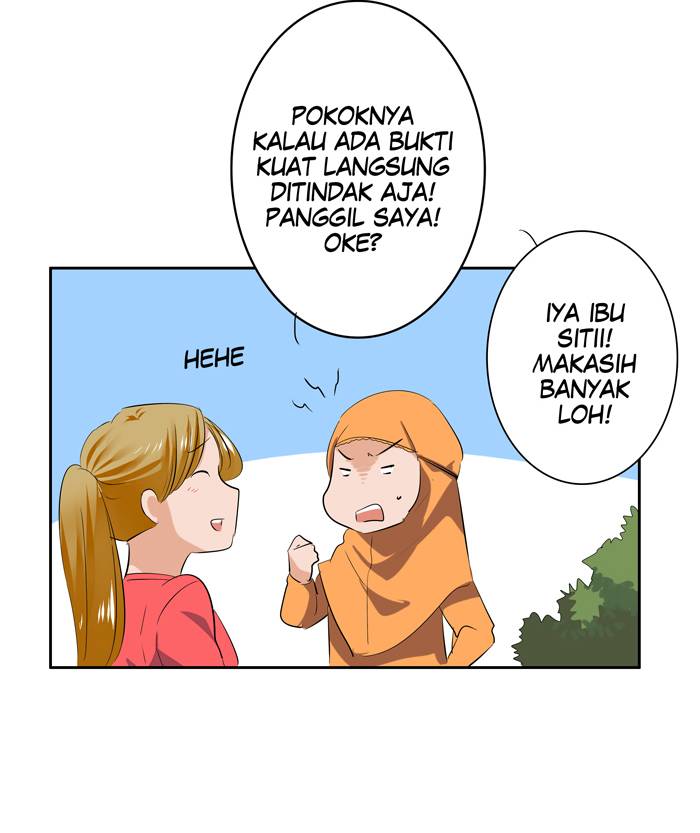 POKOKNYA
KALAU ADA BUKTI
KUAT LANGSUNG
DITINDAK AJA!
PANGGIL SAYA!
OKE?
IYA IBU
SITII!
MAKASIH
BANYAK
LOH!
HEHE